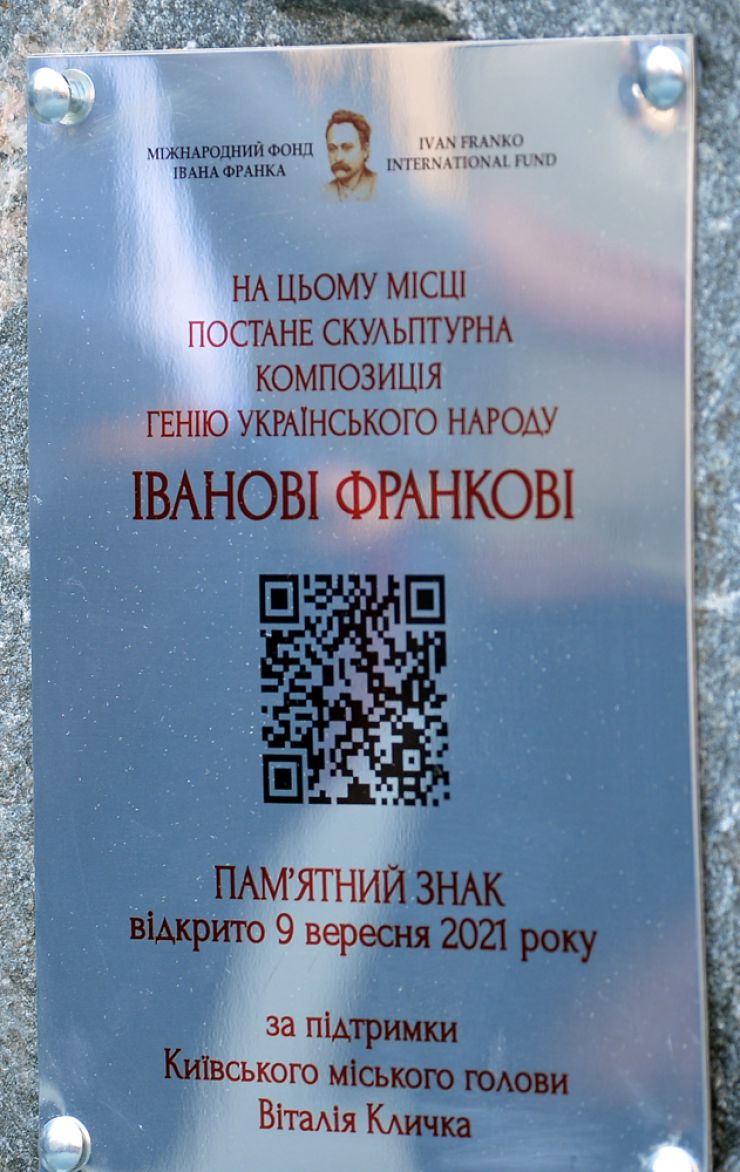 МІЖНАРОДНИЙ ФОНД
ІВАНА ФРАНКА
IVAN FRANKO
INTERNATIONAL FUND
НА ЦЬОМУ МІСЦІ
ПОСТАНЕ СКУЛЬПТУРНА
КОМПОЗИЦІЯ
ГЕНІЮ УКРАЇНСЬКОГО НАРОДУ
ІВАНОВІ ФРАНКОВІ
ПАМ’ЯТНИЙ ЗНАК
відкрито 9 вересня 2021 року
за підтримки
Київського міського голови
Віталія Кличка